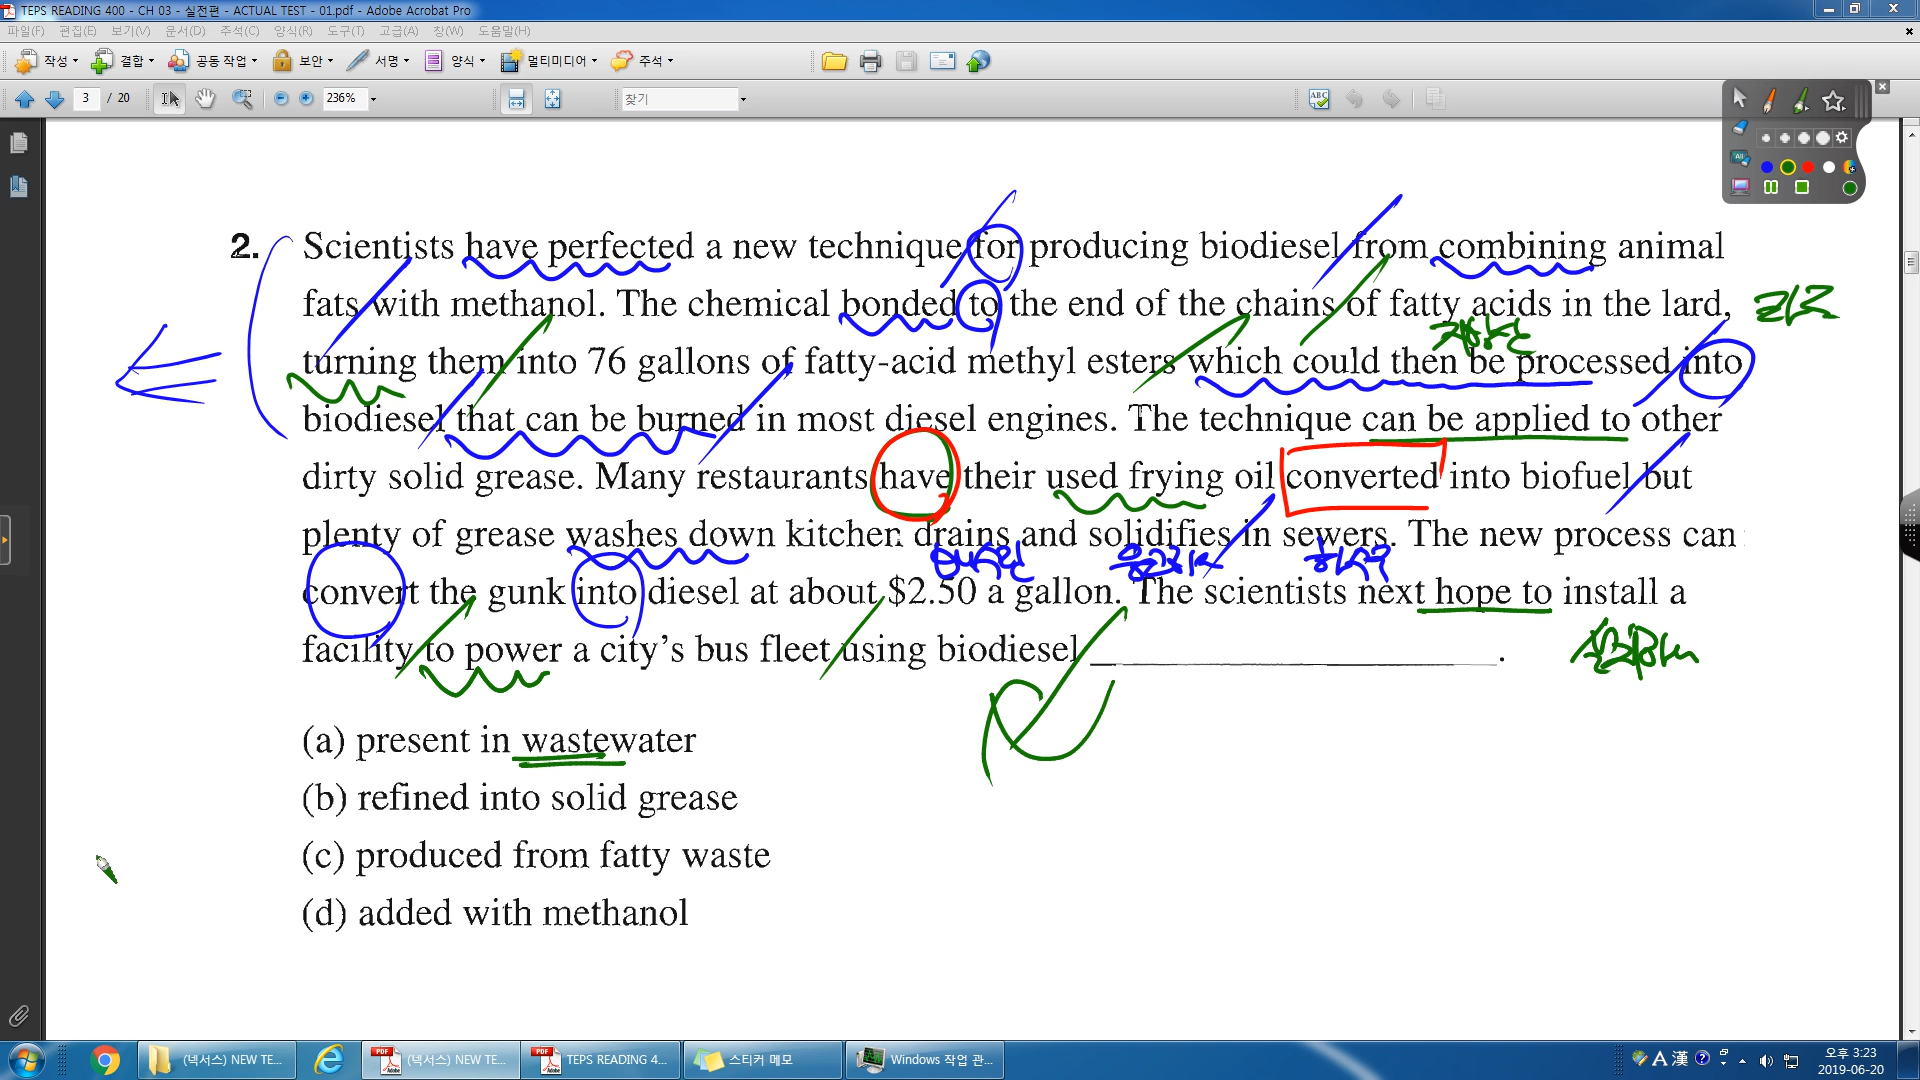 TEPS READING 400 - CH 03 - 실전편 - ACTUAL TEST - 01.pdf - Adobe Acrobat Pro
파일(F) 편집(E) 보기(V) 문서(D) 주석(C) 양식(R) 도구(T) 고급(A) 창(W) 도움말(H)
작성 결합 공동 작업 보안 서명 양식 멀티미디어 주석
3 / 20 236% 찾기
2. Scientists have perfected a new technique for producing biodiesel from combining animal
fats with methanol. The chemical bonded to the end of the chains of fatty acids in the lard,
turning them into 76 gallons of fatty-acid methyl esters which could then be processed into
biodiesel that can be burned in most diesel engines. The technique can be applied to other
dirty solid grease. Many restaurants have their used frying oil converted into biofuel but
plenty of grease washes down kitchen drains and solidifies in sewers. The new process can
convert the gunk into diesel at about $2.50 a gallon. The scientists next hope to install a
facility to power a city's bus fleet using biodiesel ____________________.
(a) present in wastewater
(b) refined into solid grease
(c) produced from fatty waste
(d) added with methanol
(넥서스) NEW TE... (넥서스) NEW TE... TEPS READING 4... 스티커 메모 Windows 작업 관... A 漢 오후 3:23
2019-06-20